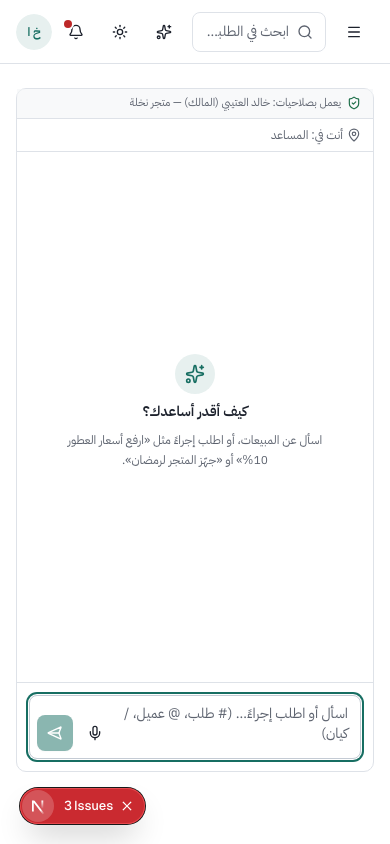 خ ا
ابحث في الطلبـ...
يعمل بصلاحيات: خالد العتيبي (المالك) — متجر نخلة
أنت في: المساعد
كيف أقدر أساعدك؟
اسأل عن المبيعات، أو اطلب إجراءً مثل «ارفع أسعار العطور
10%» أو «جهّز المتجر لرمضان».
اسأل أو اطلب إجراءً... (# طلب، @ عميل، /
كيان)
N 3 Issues